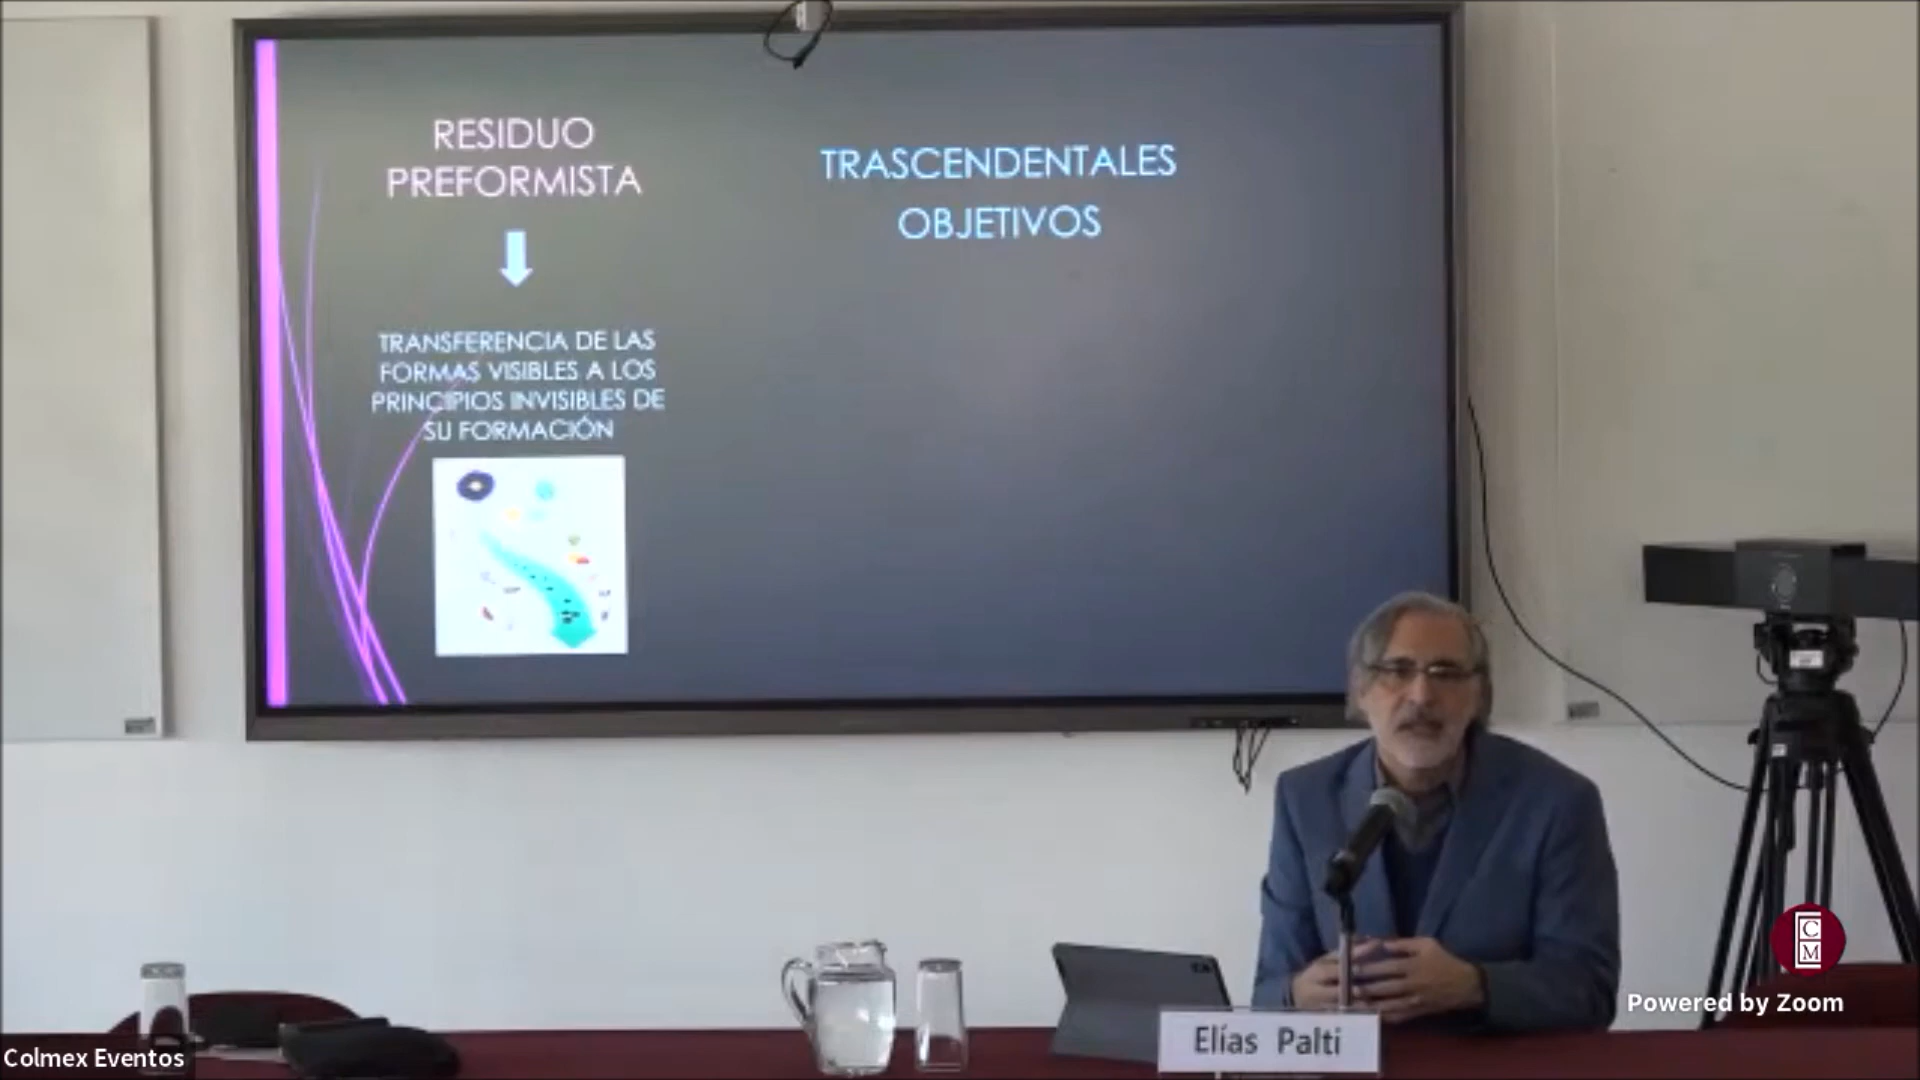 RESIDUO
PREFORMISTA
TRANSFERENCIA DE LAS
FORMAS VISIBLES A LOS
PRINCIPIOS INVISIBLES DE
SU FORMACIÓN
TRASCENDENTALES
OBJETIVOS
Elías Palti
C
M
Powered by Zoom
Colmex Eventos